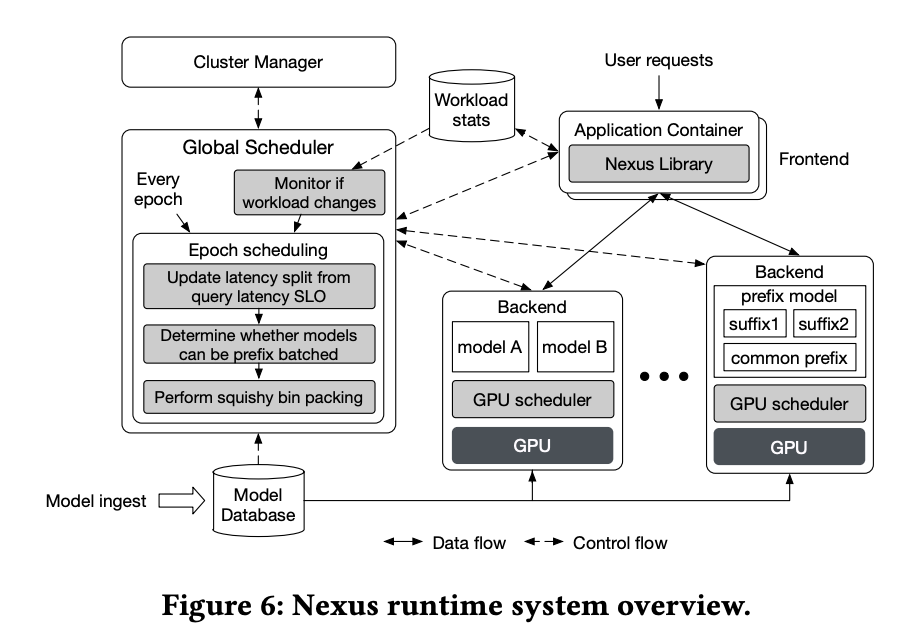 Cluster Manager
Global Scheduler
Every
epoch
Monitor if
workload changes
Epoch scheduling
Update latency split from
query latency SLO
Determine whether models
can be prefix batched
Perform squishy bin packing
Workload
stats
User requests
Application Container
Nexus Library
Frontend
Backend
model A
model B
GPU scheduler
GPU
Backend
prefix model
suffix1
suffix2
common prefix
GPU scheduler
GPU
Model ingest
Model
Database
Data flow
Control flow
Figure 6: Nexus runtime system overview.